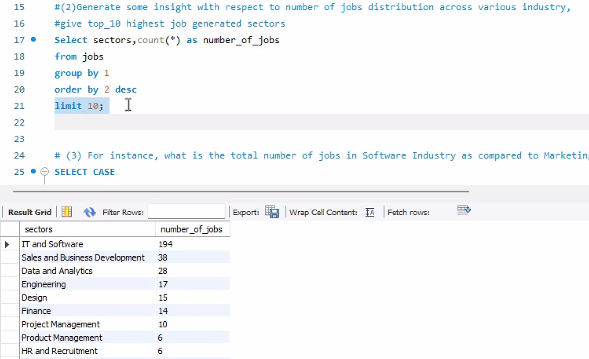 15 #(2)Generate some insight with respect to number of jobs distribution across various industry,
16 #give top_10 highest job generated sectors
17 Select sectors,count(*) as number_of_jobs
18 from jobs
19 group by 1
20 order by 2 desc
21 limit 10;
22
23
24 # (3) For instance, what is the total number of jobs in Software Industry as compared to Marketing
25 SELECT CASE
Result Grid Filter Rows: Export: Wrap Cell Content: Fetch rows:
sectors number_of_jobs
IT and Software 194
Sales and Business Development 38
Data and Analytics 28
Engineering 17
Design 15
Finance 14
Project Management 10
Product Management 6
HR and Recruitment 6